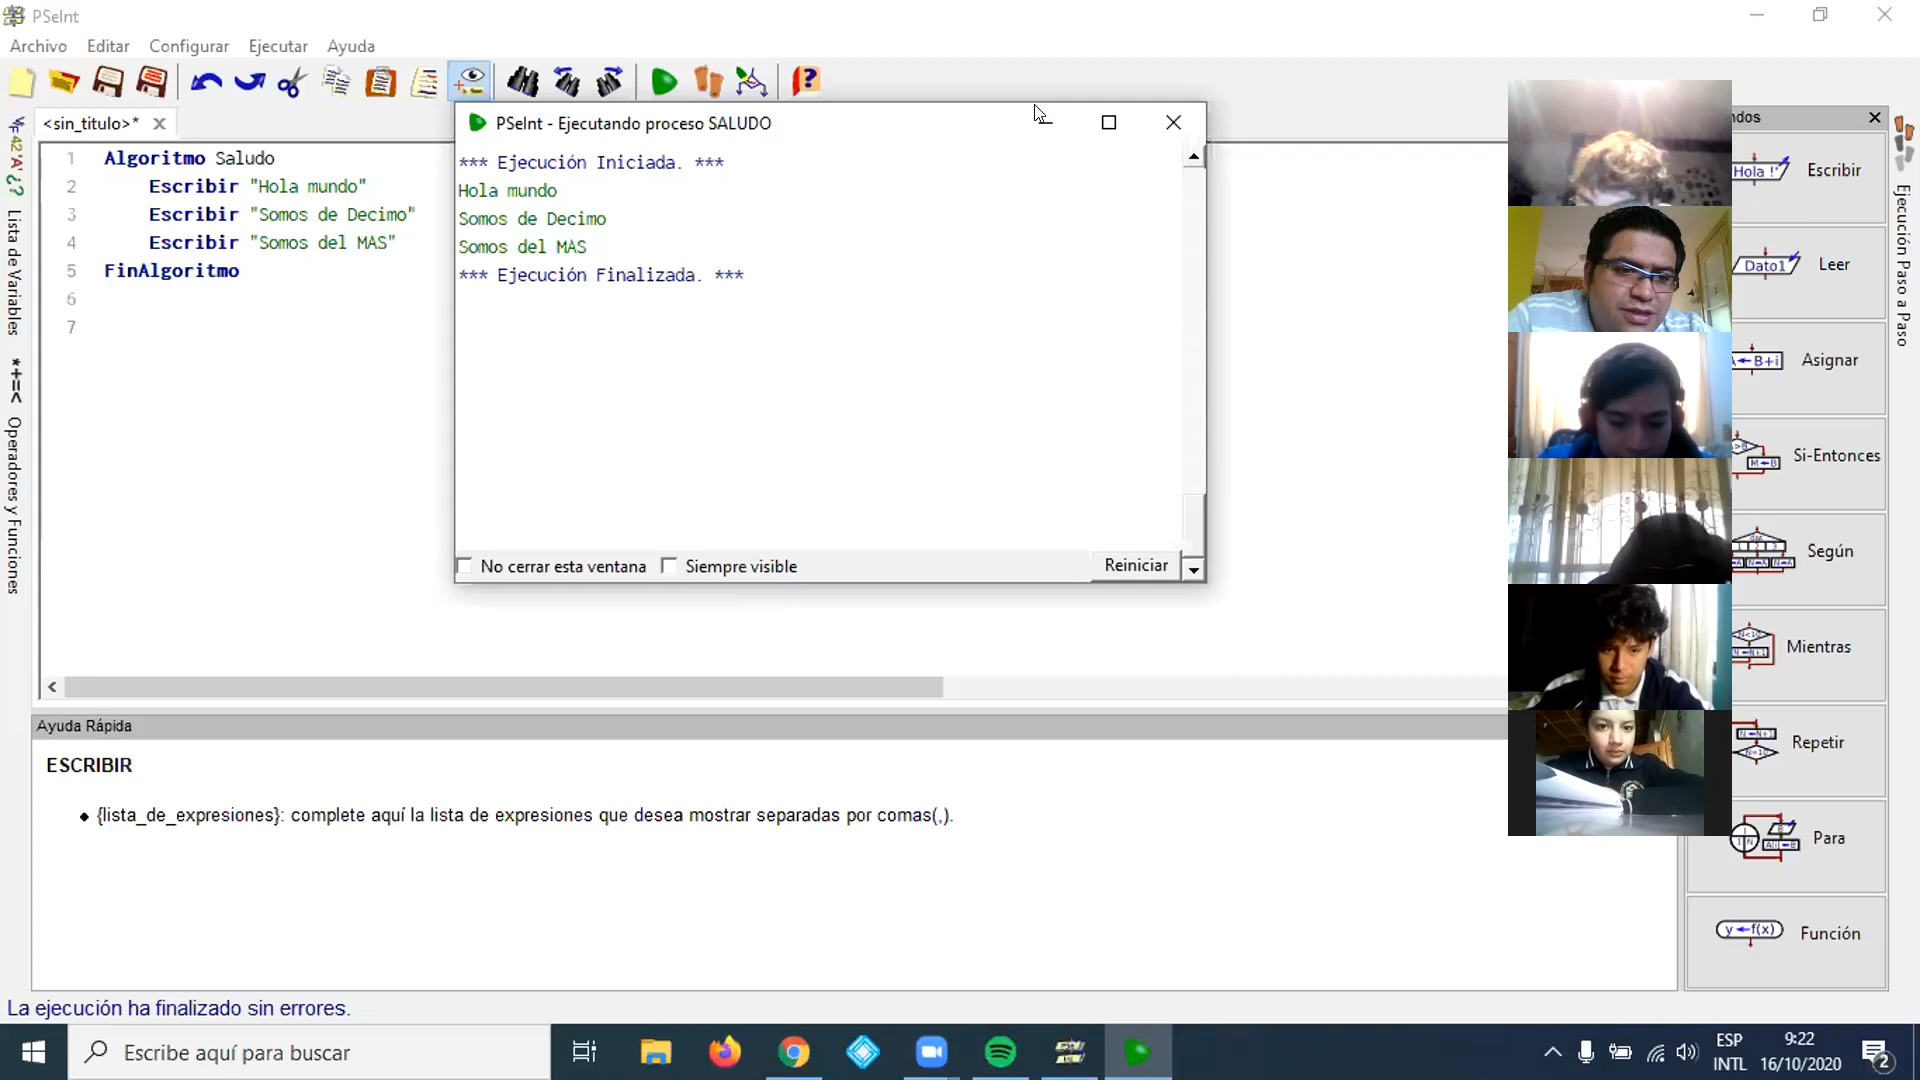 PSeInt
Archivo Editar Configurar Ejecutar Ayuda
<sin_titulo>*
1 Algoritmo Saludo
2 Escribir "Hola mundo"
3 Escribir "Somos de Decimo"
4 Escribir "Somos del MAS"
5 FinAlgoritmo
6
7
Lista de Variables
Operadores y Funciones
PSeInt - Ejecutando proceso SALUDO
*** Ejecución Iniciada. ***
Hola mundo
Somos de Decimo
Somos del MAS
*** Ejecución Finalizada. ***
No cerrar esta ventana Siempre visible Reiniciar
Escribir
Leer
Asignar
Si-Entonces
Según
Mientras
Repetir
Para
Función
Ejecución Paso a Paso
Ayuda Rápida
ESCRIBIR
{lista_de_expresiones}: complete aquí la lista de expresiones que desea mostrar separadas por comas(,).
La ejecución ha finalizado sin errores.
Escribe aquí para buscar
ESP
INTL
9:22
16/10/2020
2